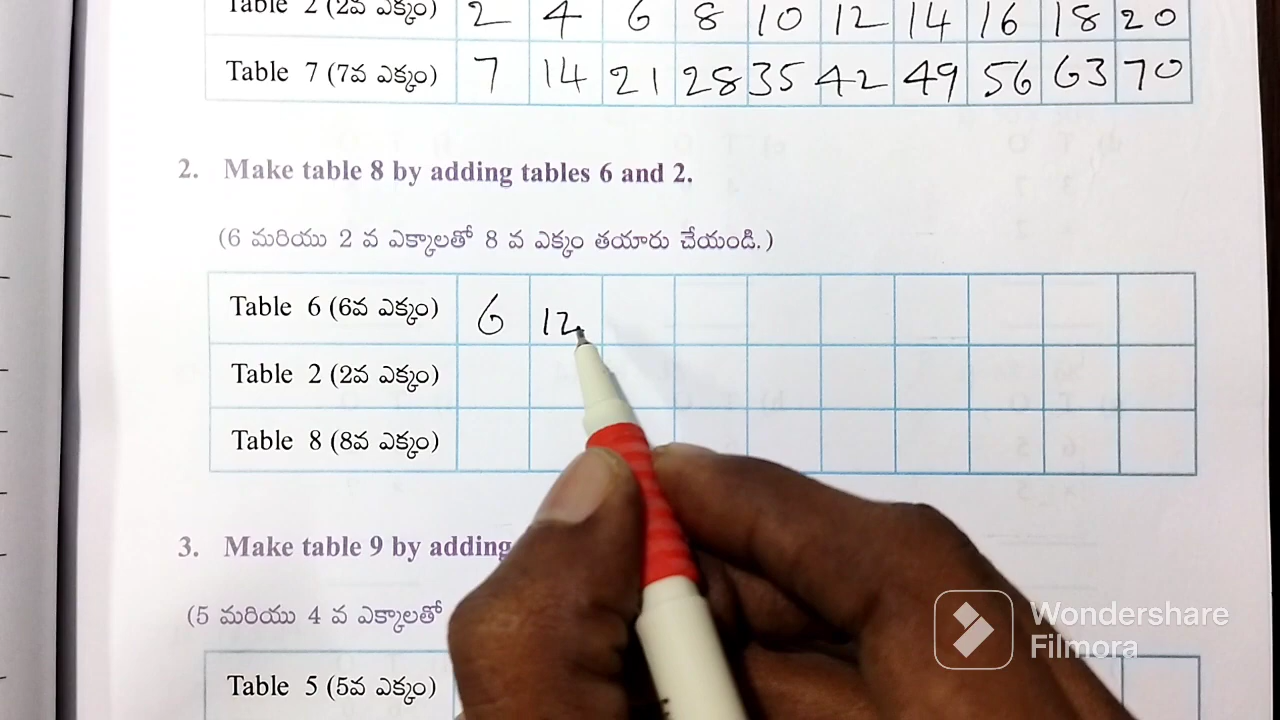 Table 2 (2వ ఎక్కం) 2 4 6 8 10 12 14 16 18 20
Table 7 (7వ ఎక్కం) 7 14 21 28 35 42 49 56 63 70
2. Make table 8 by adding tables 6 and 2.
(6 మరియు 2 వ ఎక్కాలతో 8 వ ఎక్కం తయారు చేయండి.)
Table 6 (6వ ఎక్కం) 6 12
Table 2 (2వ ఎక్కం)
Table 8 (8వ ఎక్కం)
3. Make table 9 by adding
(5 మరియు 4 వ ఎక్కాలతో
Table 5 (5వ ఎక్కం)
Wondershare
Filmora